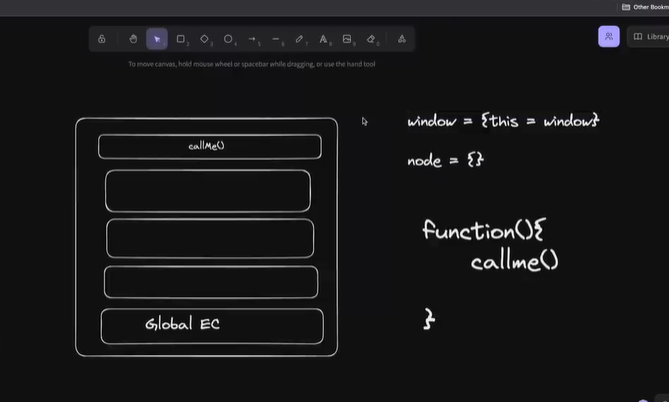 Other Bookm
Library
To move canvas, hold mouse wheel or spacebar while dragging, or use the hand tool
callMe()
Global EC
window = {this = window}
node = {}
function(){
callme()
}